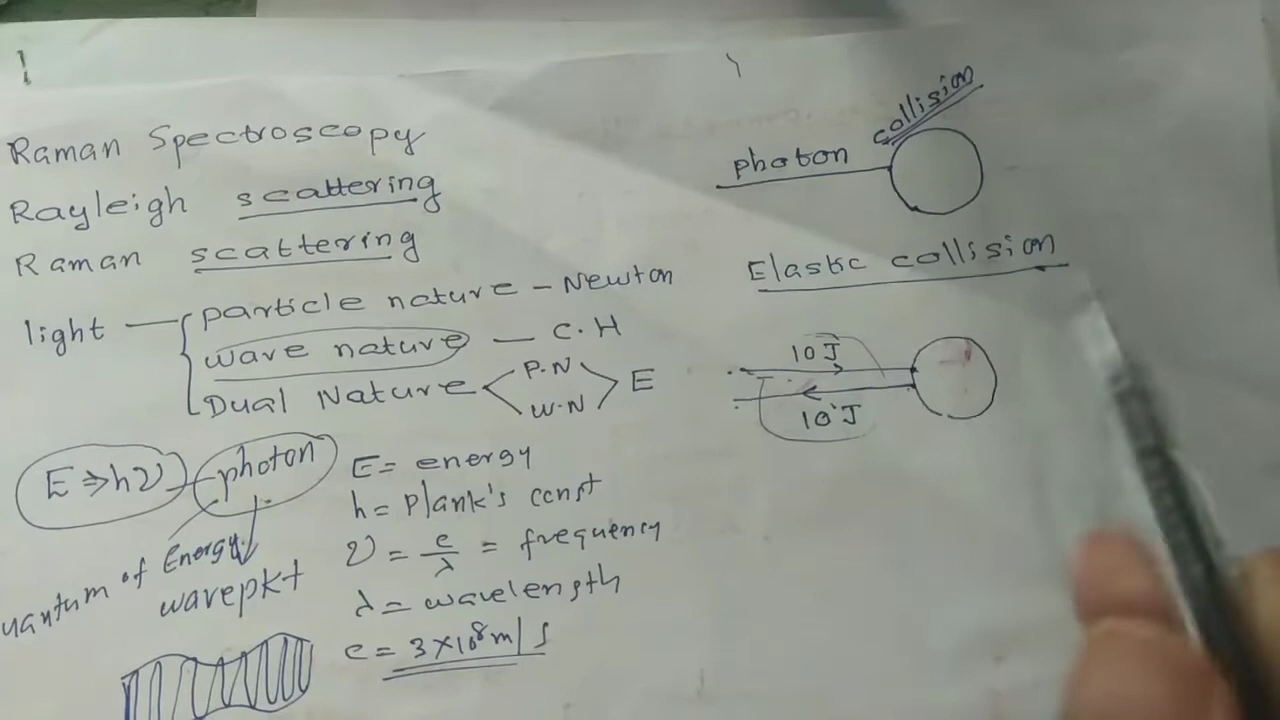 Raman Spectroscopy
Rayleigh scattering
Raman scattering
light — { particle nature - Newton
wave nature — C.H
Dual Nature < P.N W.N > E
E⇒hν - photon
uantum of Energy
wavepkt
E = energy
h = Plank's const
ν = c/λ = frequency
λ = wavelength
c = 3×10⁸m/s
photon collision
Elastic collision
10 J
10 J